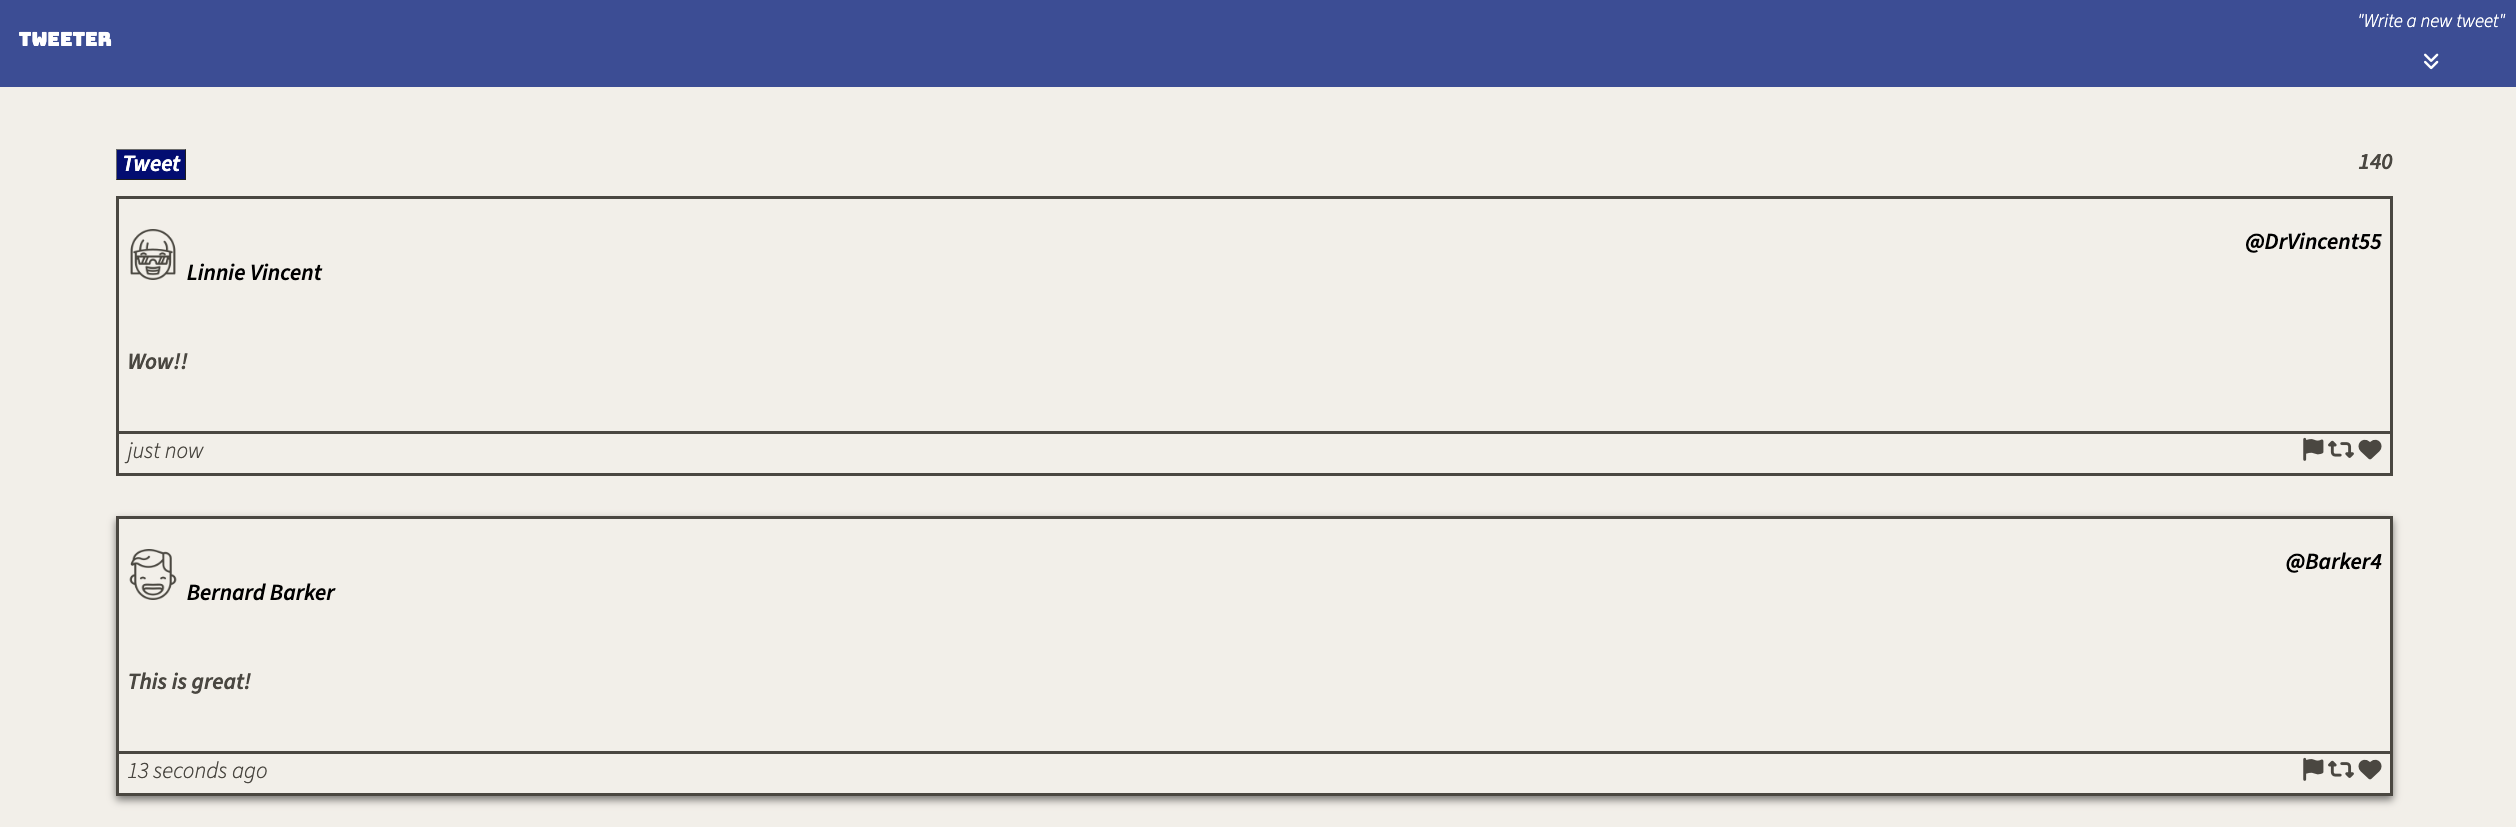 TWEETER
"Write a new tweet"
Tweet
140
@DrVincent55
Linnie Vincent
Wow!!
just now
@Barker4
Bernard Barker
This is great!
13 seconds ago